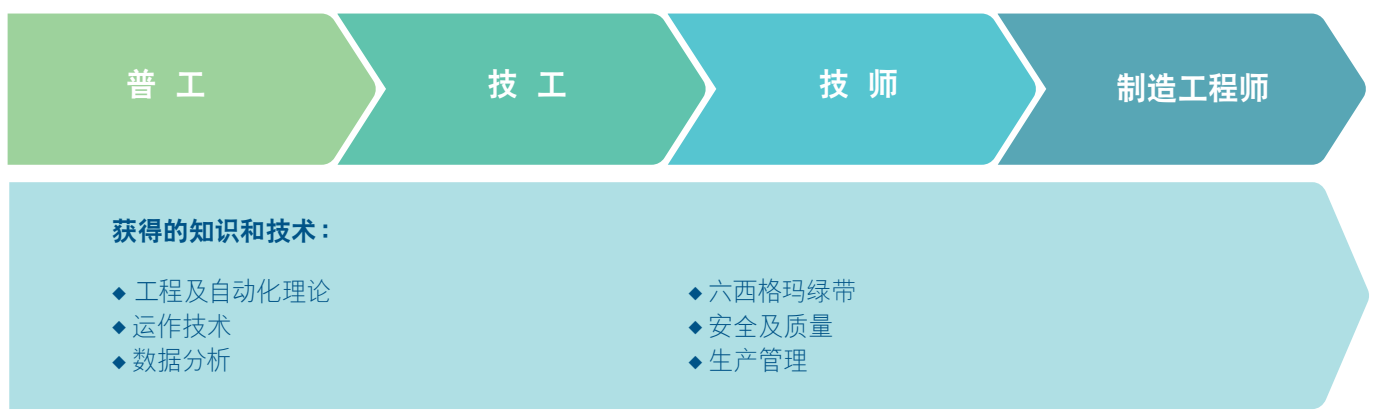 普 工
技 工
技 师
制造工程师
获得的知识和技术：
◆ 工程及自动化理论
◆ 运作技术
◆ 数据分析
◆ 六西格玛绿带
◆ 安全及质量
◆ 生产管理